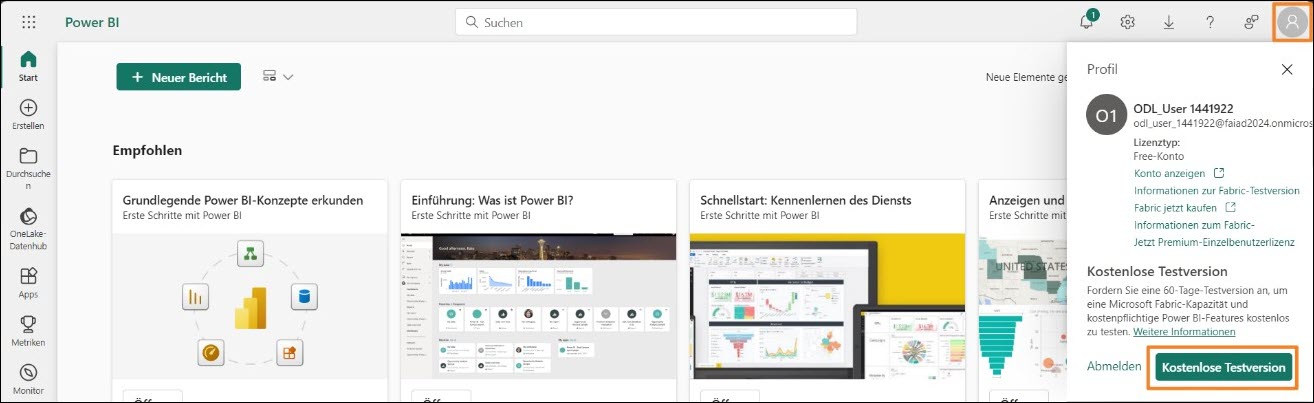 Power BI
Suchen
1
Start
Erstellen
Durchsuche
n
OneLake-
Datenhub
Apps
Metriken
Monitor
Neuer Bericht
Neue Elemente ge
Empfohlen
Grundlegende Power BI-Konzepte erkunden
Erste Schritte mit Power BI
Einführung: Was ist Power BI?
Erste Schritte mit Power BI
Schnellstart: Kennenlernen des Diensts
Erste Schritte mit Power BI
Anzeigen und
Erste Schritte mit
UNITED STATES
Profil
O1
ODL_User 1441922
odl_user_1441922@faiad2024.onmicros
Lizenztyp:
Free-Konto
Konto anzeigen
Informationen zur Fabric-Testversion
Fabric jetzt kaufen
Informationen zum Fabric-
Jetzt Premium-Einzelbenutzerlizenz
Kostenlose Testversion
Fordern Sie eine 60-Tage-Testversion an, um
eine Microsoft Fabric-Kapazität und
kostenpflichtige Power BI-Features kostenlos
zu testen. Weitere Informationen
Abmelden
Kostenlose Testversion